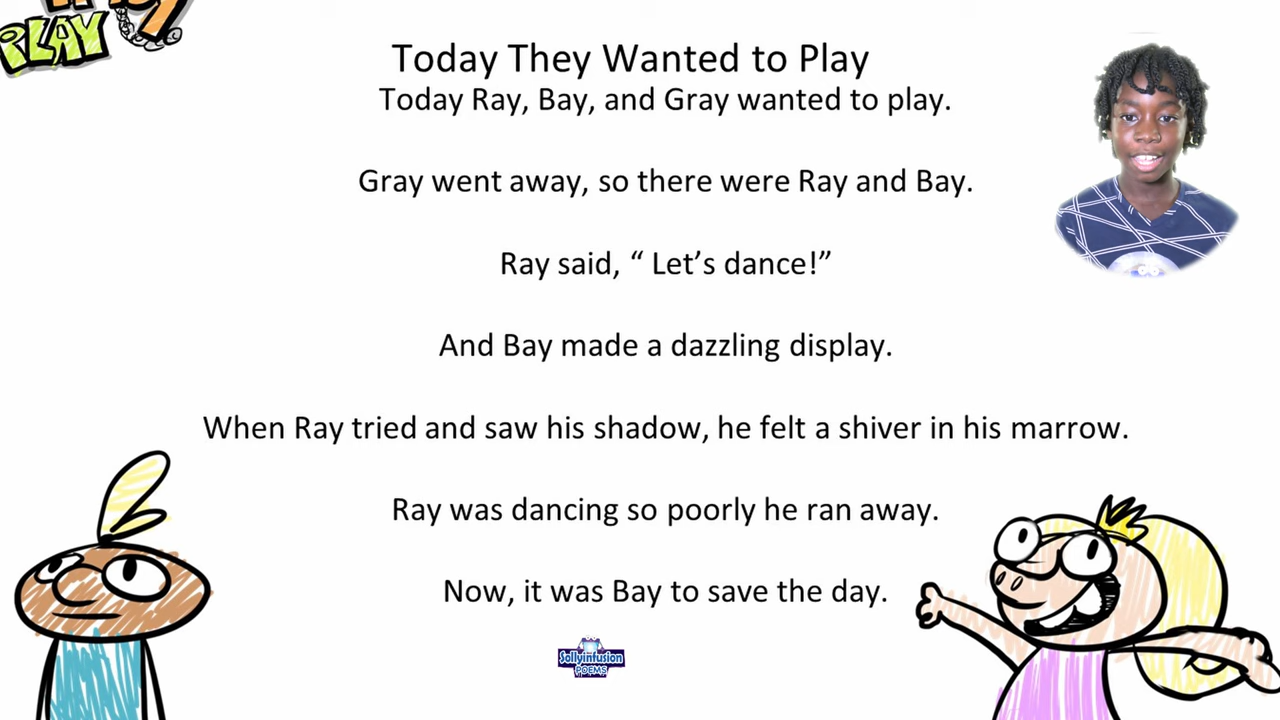 PLAY
Today They Wanted to Play
Today Ray, Bay, and Gray wanted to play.
Gray went away, so there were Ray and Bay.
Ray said, “ Let’s dance!”
And Bay made a dazzling display.
When Ray tried and saw his shadow, he felt a shiver in his marrow.
Ray was dancing so poorly he ran away.
Now, it was Bay to save the day.
Sollyinfusion
POEMS